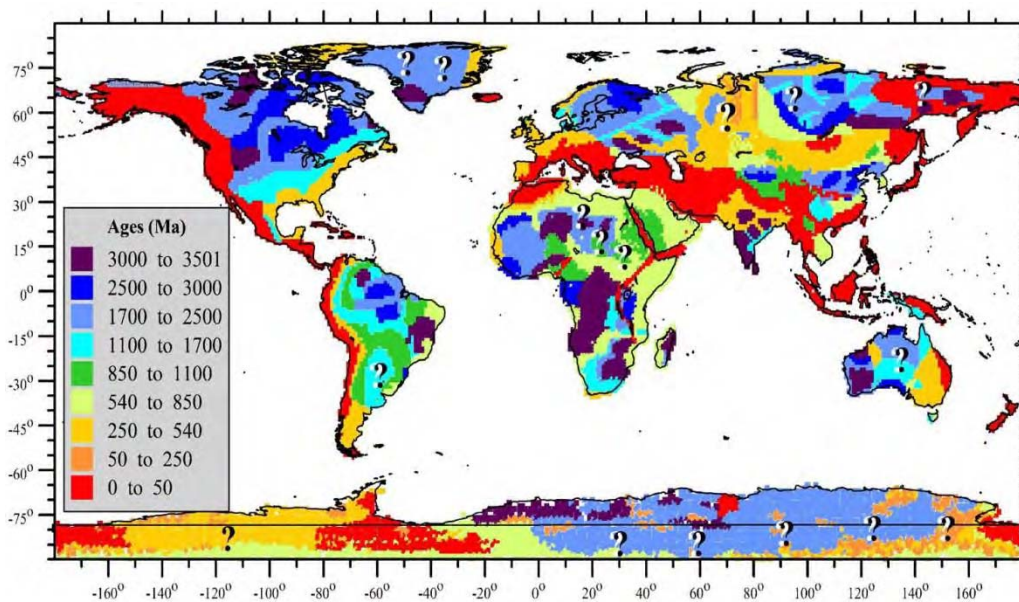 75°
60°
45°
30°
15°
0°
-15°
-30°
-45°
-60°
-75°
Ages (Ma)
3000 to 3501
2500 to 3000
1700 to 2500
1100 to 1700
850 to 1100
540 to 850
250 to 540
50 to 250
0 to 50
? ?
? ? ?
? ? ?
?
?
? ? ? ? ? ?
-160° -140° -120° -100° -80° -60° -40° -20° 0° 20° 40° 60° 80° 100° 120° 140° 160°